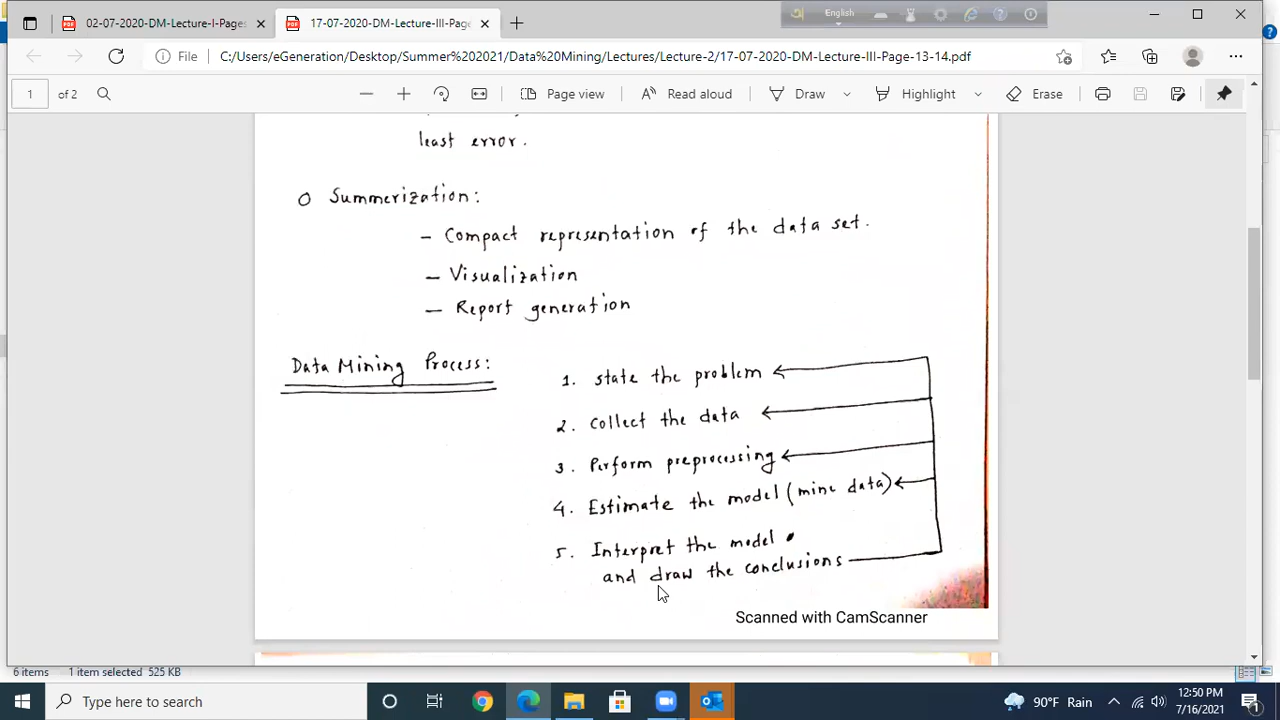 02-07-2020-DM-Lecture-I-Pages
17-07-2020-DM-Lecture-III-Page
English
File
C:/Users/eGeneration/Desktop/Summer%202021/Data%20Mining/Lectures/Lecture-2/17-07-2020-DM-Lecture-III-Page-13-14.pdf
1 of 2
Page view
Read aloud
Draw
Highlight
Erase
least error.
Summerization:
- Compact representation of the data set.
- Visualization
- Report generation
Data Mining Process:
1. state the problem
2. Collect the data
3. Perform preprocessing
4. Estimate the model (mine data)
5. Interpret the model
and draw the conclusions
Scanned with CamScanner
6 items 1 item selected 525 KB
Type here to search
90°F Rain
12:50 PM
7/16/2021